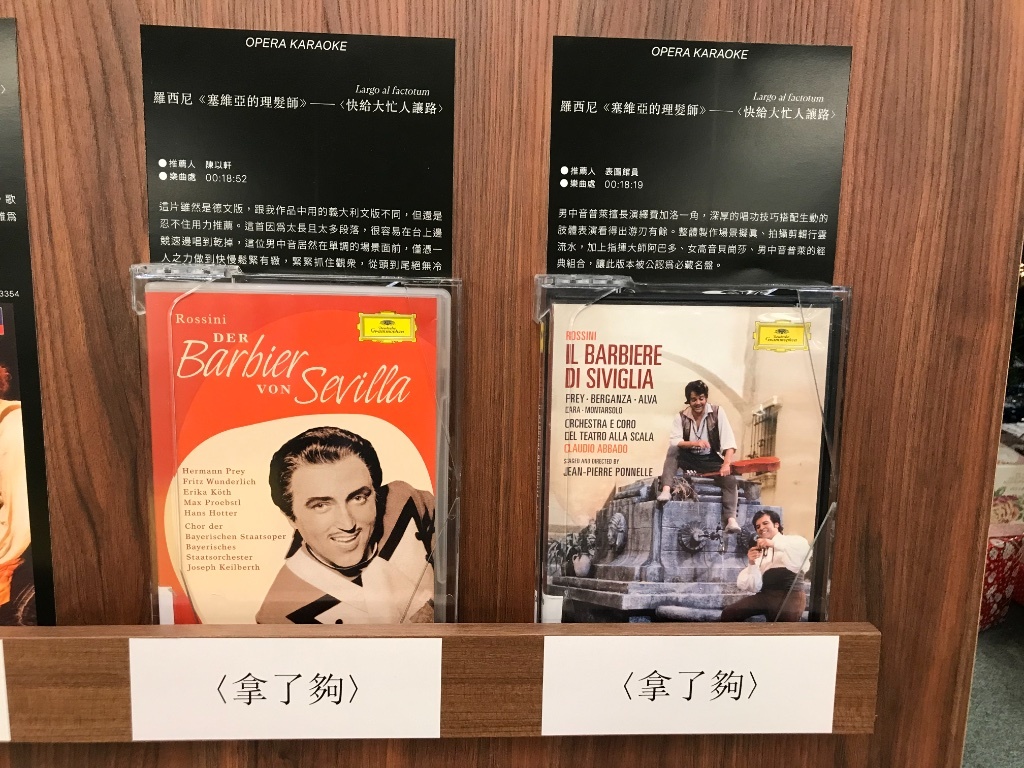 OPERA KARAOKE
Largo al factotum
羅西尼《塞維亞的理髮師》──〈快給大忙人讓路〉
●推薦人 陳以軒
●樂曲處 00:18:52
這片雖然是德文版，跟我作品中用的義大利文版不同，但還是
忍不住用力推薦。這首因為太長且太多段落，很容易在台上邊
競速邊唱到乾掉，這位男中音居然在單調的場景面前，僅憑一
人之力做到快慢鬆緊有緻，緊緊抓住觀眾，從頭到尾絕無冷
Rossini
DER
Barbier
VON Sevilla
Deutsche
Grammophon
Hermann Prey
Fritz Wunderlich
Erika Köth
Max Proebstl
Hans Hotter
Chor der
Bayerischen Staatsoper
Bayerisches
Staatsorchester
Joseph Keilberth
〈拿了夠〉
OPERA KARAOKE
Largo al factotum
羅西尼《塞維亞的理髮師》──〈快給大忙人讓路〉
●推薦人 表圖館員
●樂曲處 00:18:19
男中音普萊擅長演繹費加洛一角，深厚的唱功技巧搭配生動的
肢體表演看得出游刃有餘。整體製作場景擬真、拍攝剪輯行雲
流水，加上指揮大師阿巴多、女高音貝崗莎、男中音普萊的經
典組合，讓此版本被公認為必藏名盤。
ROSSINI
IL BARBIERE
DI SIVIGLIA
PREY · BERGANZA · ALVA
DARA · MONTARSOLO
ORCHESTRA E CORO
DEL TEATRO ALLA SCALA
CLAUDIO ABBADO
STAGED AND DIRECTED BY
JEAN-PIERRE PONNELLE
Deutsche
Grammophon
〈拿了夠〉
3354
歌